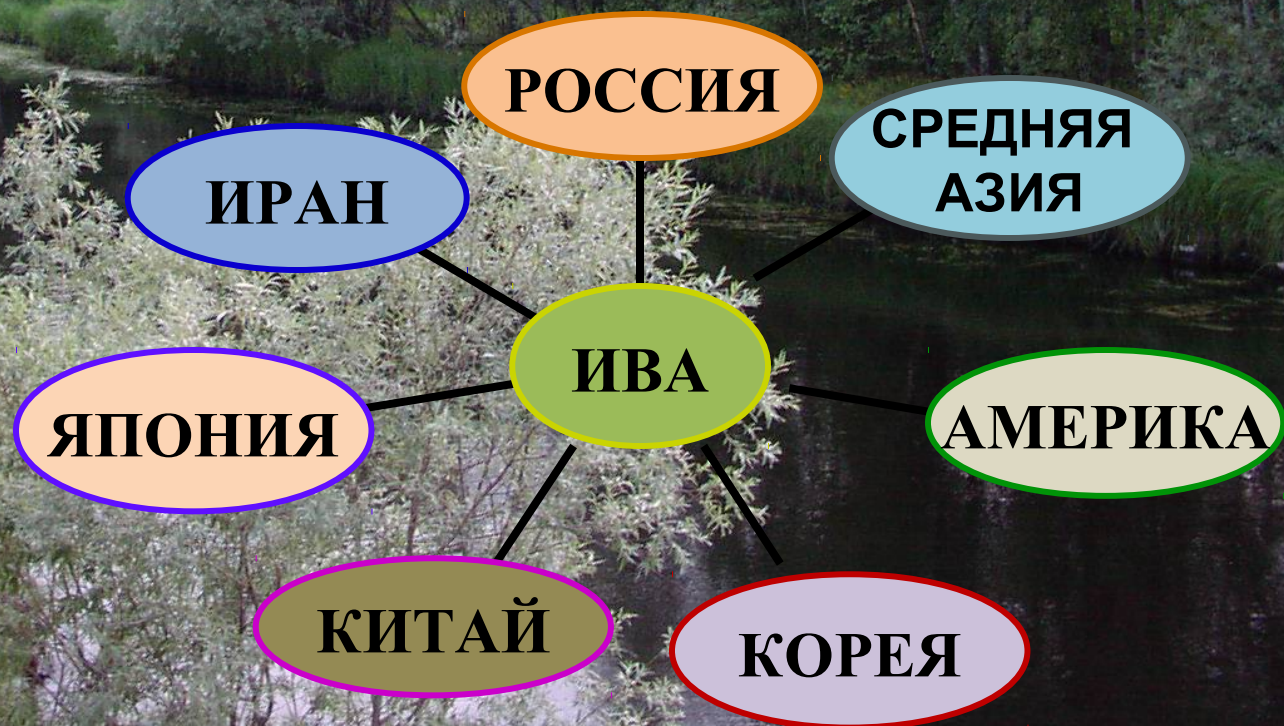 РОССИЯ
СРЕДНЯЯ
АЗИЯ
ИРАН
ИВА
ЯПОНИЯ
АМЕРИКА
КИТАЙ
КОРЕЯ